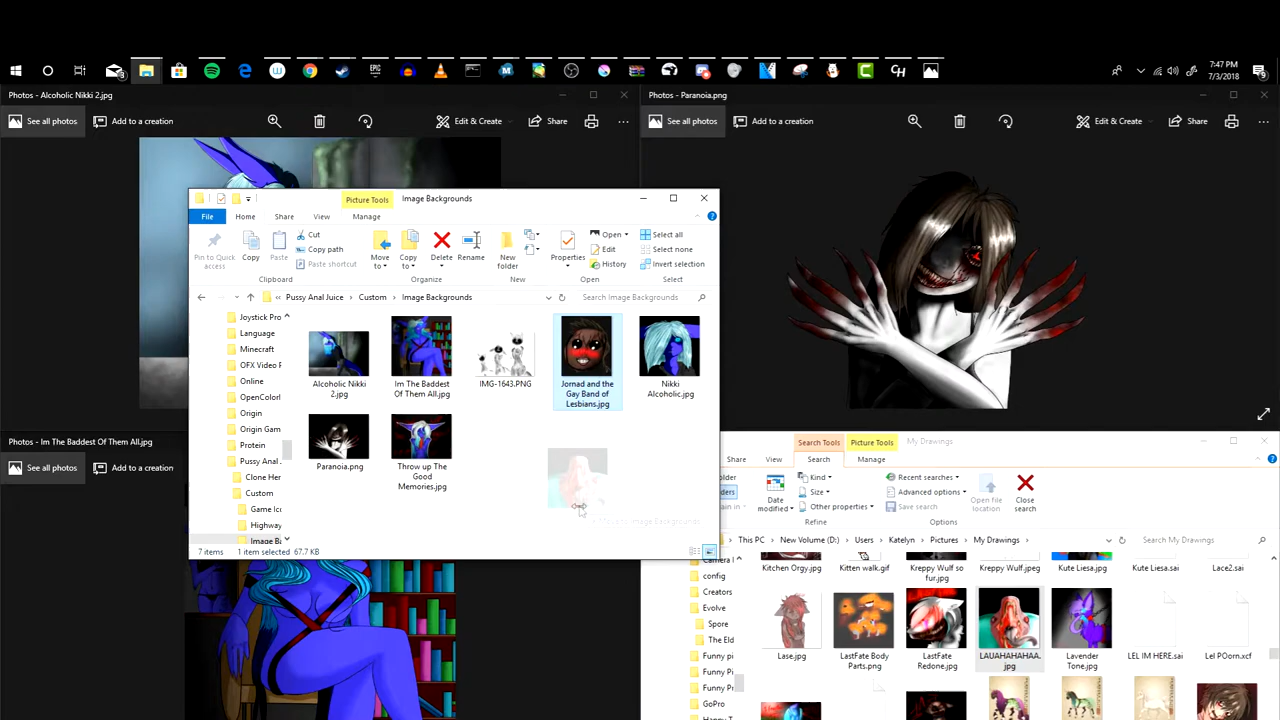 7:47 PM
7/3/2018
Photos - Alcoholic Nikki 2.jpg
See all photos
Add to a creation
Edit & Create
Share
Photos - Paranoia.png
See all photos
Add to a creation
Edit & Create
Share
Picture Tools
Image Backgrounds
File
Home
Share
View
Manage
Pin to Quick access
Copy
Paste
Cut
Copy path
Paste shortcut
Clipboard
Move to
Copy to
Delete
Rename
Organize
New folder
New
Properties
Open
Edit
History
Open
Select all
Select none
Invert selection
Select
« Pussy Anal Juice > Custom > Image Backgrounds
Search Image Backgrounds
Joystick Pro
Language
Minecraft
OFX Video P
Online
OpenColorI
Origin
Origin Gam
Protein
Pussy Anal
Clone Her
Custom
Game Ico
Highway
Image Ba
Alcoholic Nikki
2.jpg
Im The Baddest
Of Them All.jpg
IMG-1643.PNG
Jornad and the
Gay Band of
Lesbians.jpg
Nikki
Alcoholic.jpg
Paranoia.png
Throw up The
Good
Memories.jpg
7 items
1 item selected 67.7 KB
Photos - Im The Baddest Of Them All.jpg
See all photos
Add to a creation
Search Tools
Picture Tools
My Drawings
Share
View
Search
Manage
Date modified
Kind
Size
Other properties
Refine
Recent searches
Advanced options
Save search
Open file location
Close search
Options
This PC > New Volume (D:) > Users > Katelyn > Pictures > My Drawings
Search My Drawings
config
Creators
Evolve
Spore
The Eld
Funny pi
Funny Pi
Funny Pr
GoPro
Kitchen Orgy.jpg
Kitten walk.gif
Kreppy Wulf so
fur.jpg
Kreppy Wulf.jpeg
Kute Liesa.jpg
Kute Liesa.sai
Lace2.sai
Lase.jpg
LastFate Body
Parts.png
LastFate
Redone.jpg
LAUAHAHAHAA.
jpg
Lavender
Tone.jpg
LEL IM HERE.sai
Lel POorn.xcf